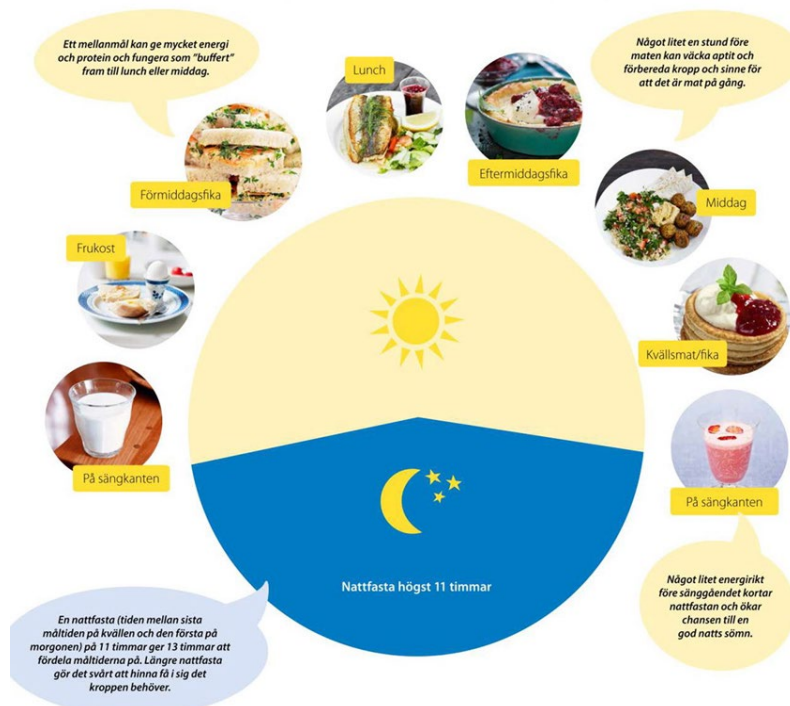 Ett mellanmål kan ge mycket energi
och protein och fungera som "buffert"
fram till lunch eller middag.
Något litet en stund före
maten kan väcka aptit och
förbereda kropp och sinne för
att det är mat på gång.
Lunch
Förmiddagsfika
Eftermiddagsfika
Middag
Frukost
Kvällsmat/fika
På sängkanten
På sängkanten
Nattfasta högst 11 timmar
En nattfasta (tiden mellan sista
måltiden på kvällen och den första på
morgonen) på 11 timmar ger 13 timmar att
fördela måltiderna på. Längre nattfasta
gör det svårt att hinna få i sig det
kroppen behöver.
Något litet energirikt
före sänggåendet kortar
nattfastan och ökar
chansen till en
god natts sömn.